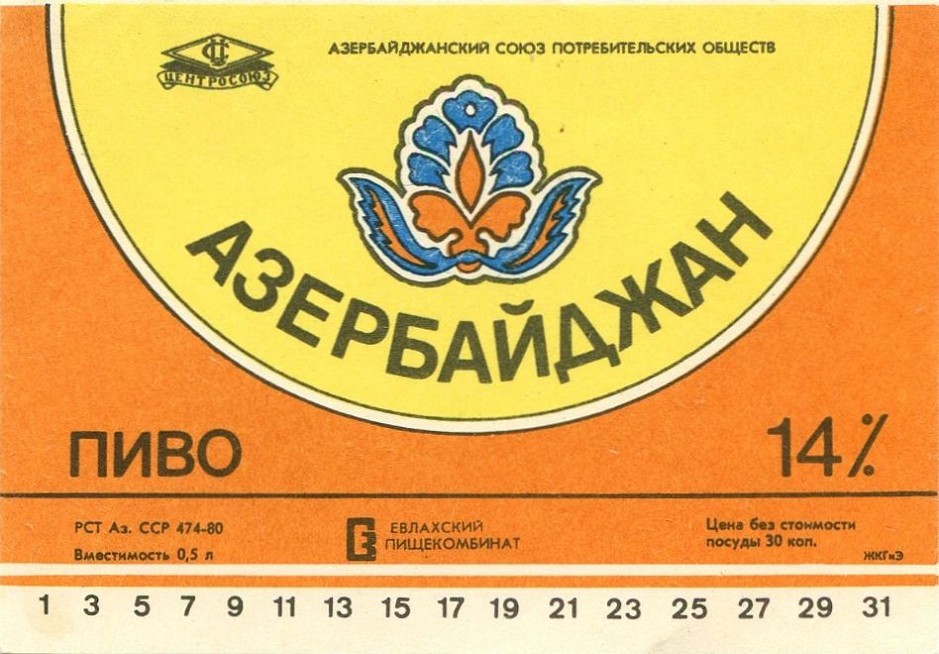 ЦЕНТРОСОЮЗ
АЗЕРБАЙДЖАНСКИЙ СОЮЗ ПОТРЕБИТЕЛЬСКИХ ОБЩЕСТВ
АЗЕРБАЙДЖАН
ПИВО
14%
РСТ Аз. ССР 474-80
Вместимость 0,5 л
ЕВЛАХСКИЙ
ПИЩЕКОМБИНАТ
Цена без стоимости
посуды 30 коп.
ЖКГиЭ
1 3 5 7 9 11 13 15 17 19 21 23 25 27 29 31